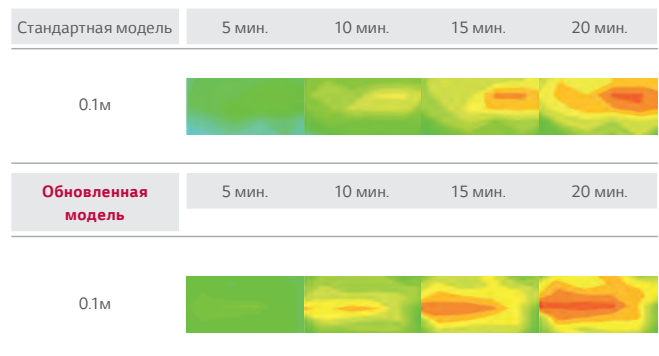 Стандартная модель 5 мин. 10 мин. 15 мин. 20 мин.
0.1м
Обновленная 5 мин. 10 мин. 15 мин. 20 мин.
модель
0.1м